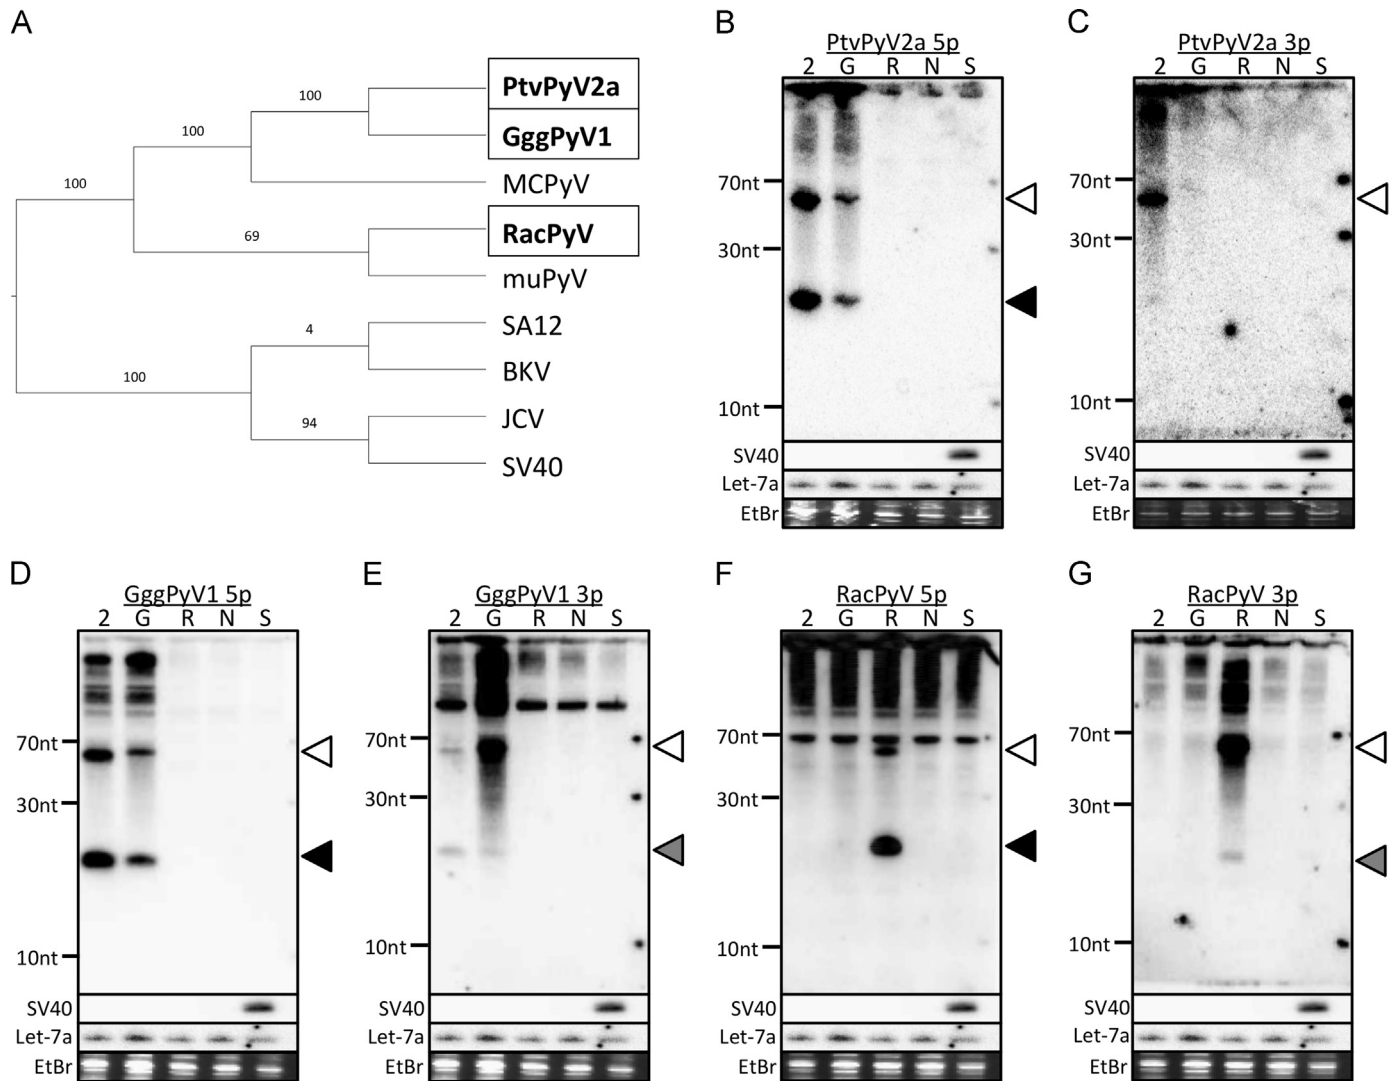 A
100
100
100
69
4
100
94
PtvPyV2a
GggPyV1
MCPyV
RacPyV
muPyV
SA12
BKV
JCV
SV40
B
PtvPyV2a 5p
2 G R N S
70nt
30nt
10nt
SV40
Let-7a
EtBr
C
PtvPyV2a 3p
2 G R N S
70nt
30nt
10nt
SV40
Let-7a
EtBr
D
GggPyV1 5p
2 G R N S
70nt
30nt
10nt
SV40
Let-7a
EtBr
E
GggPyV1 3p
2 G R N S
70nt
30nt
10nt
SV40
Let-7a
EtBr
F
RacPyV 5p
2 G R N S
70nt
30nt
10nt
SV40
Let-7a
EtBr
G
RacPyV 3p
2 G R N S
70nt
30nt
10nt
SV40
Let-7a
EtBr